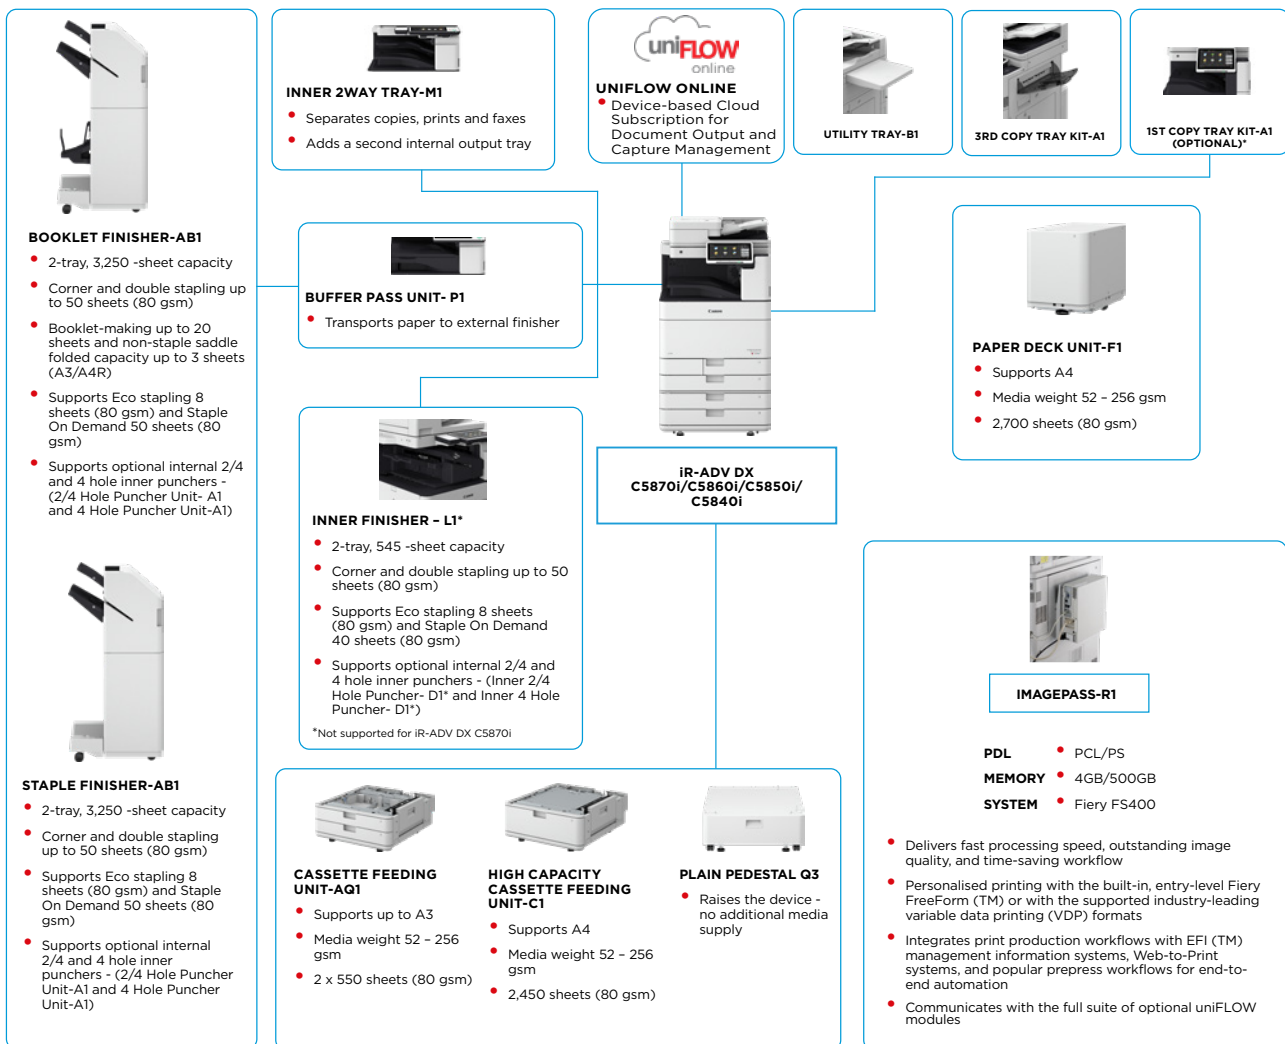 BOOKLET FINISHER-AB1
2-tray, 3,250 -sheet capacity
Corner and double stapling up
to 50 sheets (80 gsm)
Booklet-making up to 20
sheets and non-staple saddle
folded capacity up to 3 sheets
(A3/A4R)
Supports Eco stapling 8
sheets (80 gsm) and Staple
On Demand 50 sheets (80
gsm)
Supports optional internal 2/4
and 4 hole inner punchers -
(2/4 Hole Puncher Unit- A1
and 4 Hole Puncher Unit-A1)
STAPLE FINISHER-AB1
2-tray, 3,250 -sheet capacity
Corner and double stapling
up to 50 sheets (80 gsm)
Supports Eco stapling 8
sheets (80 gsm) and Staple
On Demand 50 sheets (80
gsm)
Supports optional internal
2/4 and 4 hole inner
punchers - (2/4 Hole Puncher
Unit-A1 and 4 Hole Puncher
Unit-A1)
INNER 2WAY TRAY-M1
Separates copies, prints and faxes
Adds a second internal output tray
uniFLOW
online
UNIFLOW ONLINE
Device-based Cloud
Subscription for
Document Output and
Capture Management
UTILITY TRAY-B1
3RD COPY TRAY KIT-A1
1ST COPY TRAY KIT-A1
(OPTIONAL)*
BUFFER PASS UNIT- P1
Transports paper to external finisher
Canon
PAPER DECK UNIT-F1
Supports A4
Media weight 52 – 256 gsm
2,700 sheets (80 gsm)
iR-ADV DX
C5870i/C5860i/C5850i/
C5840i
INNER FINISHER – L1*
2-tray, 545 -sheet capacity
Corner and double stapling up to 50
sheets (80 gsm)
Supports Eco stapling 8 sheets
(80 gsm) and Staple On Demand
40 sheets (80 gsm)
Supports optional internal 2/4 and
4 hole inner punchers - (Inner 2/4
Hole Puncher- D1* and Inner 4 Hole
Puncher- D1*)
*Not supported for iR-ADV DX C5870i
CASSETTE FEEDING
UNIT-AQ1
Supports up to A3
Media weight 52 – 256
gsm
2 x 550 sheets (80 gsm)
HIGH CAPACITY
CASSETTE FEEDING
UNIT-C1
Supports A4
Media weight 52 – 256
gsm
2,450 sheets (80 gsm)
PLAIN PEDESTAL Q3
Raises the device -
no additional media
supply
IMAGEPASS-R1
PDL PCL/PS
MEMORY 4GB/500GB
SYSTEM Fiery FS400
Delivers fast processing speed, outstanding image
quality, and time-saving workflow
Personalised printing with the built-in, entry-level Fiery
FreeForm (TM) or with the supported industry-leading
variable data printing (VDP) formats
Integrates print production workflows with EFI (TM)
management information systems, Web-to-Print
systems, and popular prepress workflows for end-to-
end automation
Communicates with the full suite of optional uniFLOW
modules